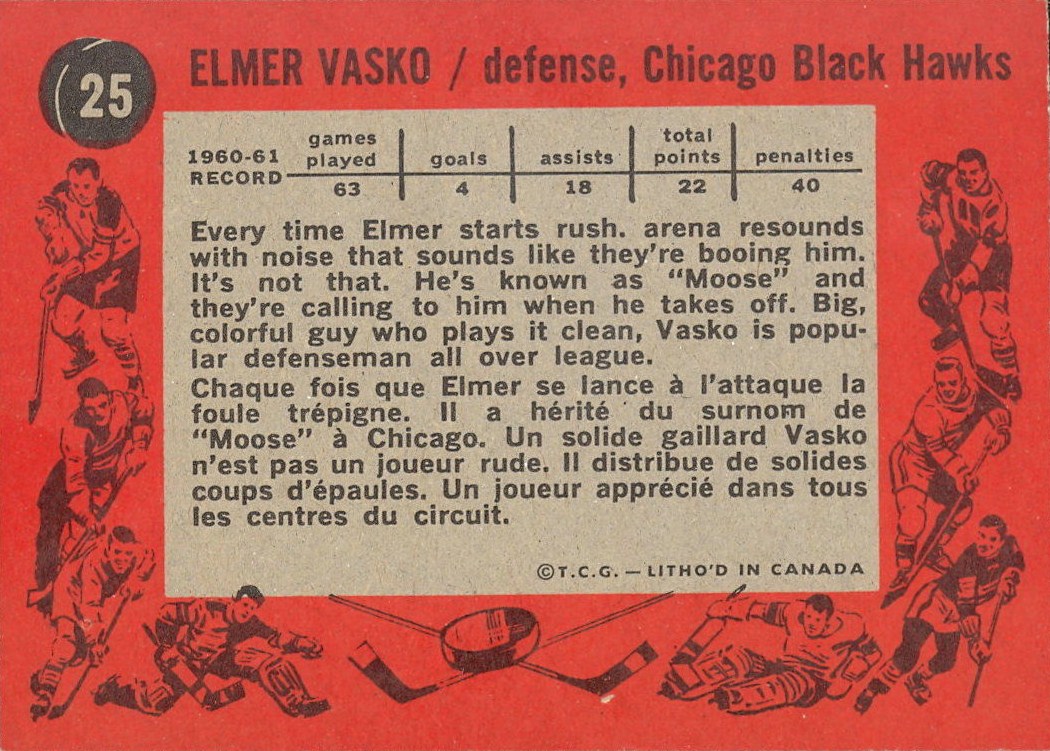 25
ELMER VASKO / defense, Chicago Black Hawks
1960-61 RECORD games played goals assists total points penalties
63 4 18 22 40
Every time Elmer starts rush. arena resounds
with noise that sounds like they're booing him.
It's not that. He's known as "Moose" and
they're calling to him when he takes off. Big,
colorful guy who plays it clean, Vasko is popu-
lar defenseman all over league.
Chaque fois que Elmer se lance à l'attaque la
foule trépigne. Il a hérité du surnom de
"Moose" à Chicago. Un solide gaillard Vasko
n'est pas un joueur rude. Il distribue de solides
coups d'épaules. Un joueur apprécié dans tous
les centres du circuit.
©T.C.G. — LITHO'D IN CANADA